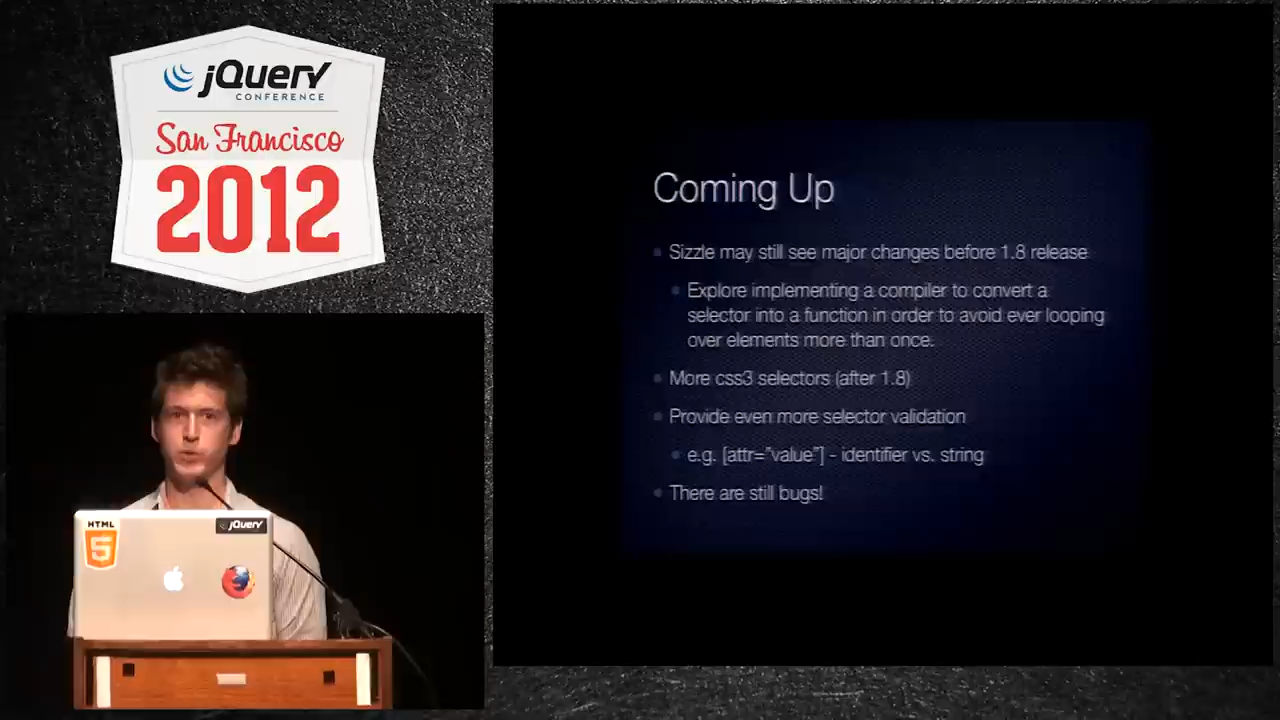 jQuery
CONFERENCE
San Francisco
2012
HTML
5
jQuery
Coming Up
Sizzle may still see major changes before 1.8 release
Explore implementing a compiler to convert a
selector into a function in order to avoid ever looping
over elements more than once.
More css3 selectors (after 1.8)
Provide even more selector validation
e.g. [attr="value"] - identifier vs. string
There are still bugs!